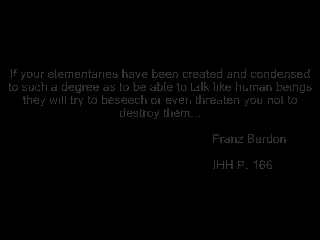 If your elementaries have been created and condensed
to such a degree as to be able to talk like human beings
they will try to beseech or even threaten you not to
destroy them...
Franz Bardon
IHH P. 166